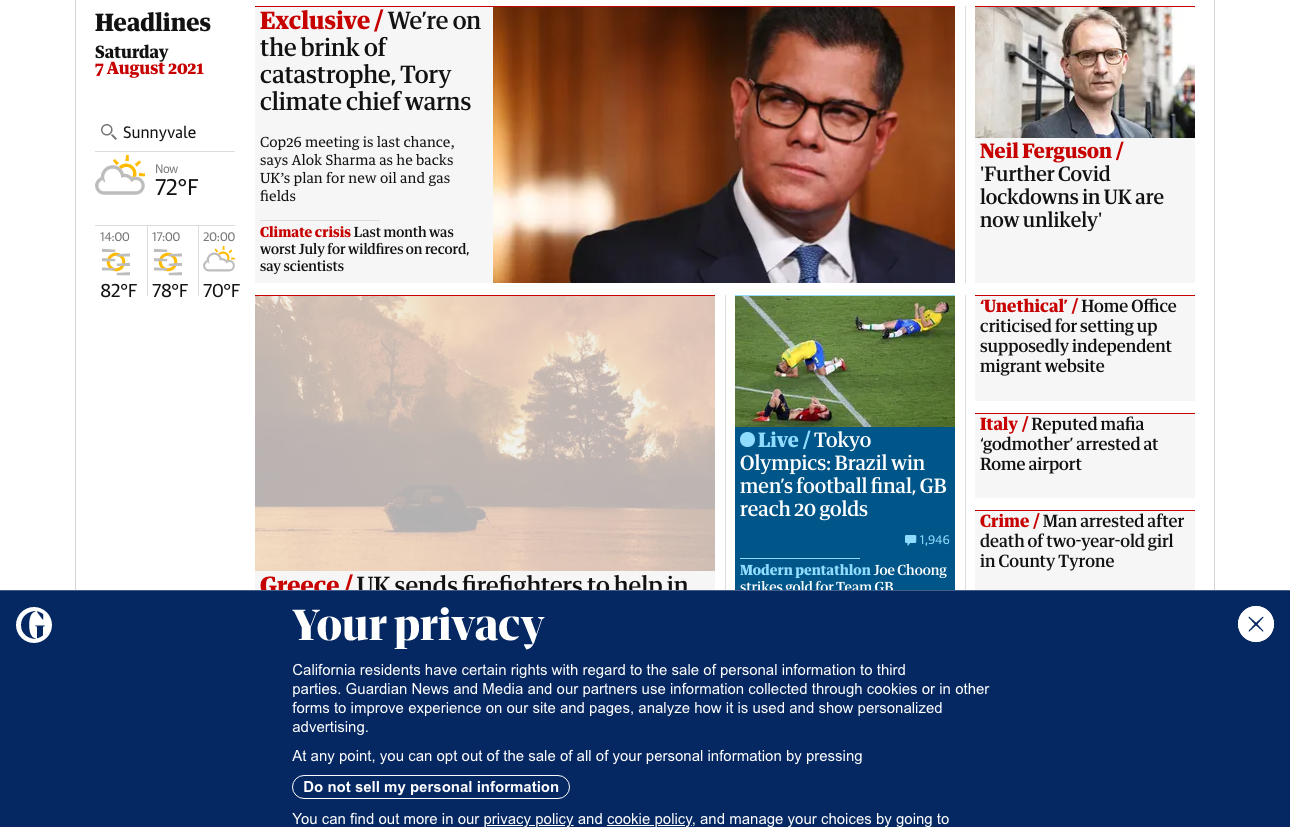 Headlines
Saturday
7 August 2021
Sunnyvale
Now
72°F
14:00
17:00
20:00
82°F
78°F
70°F
Exclusive / We’re on
the brink of
catastrophe, Tory
climate chief warns
Cop26 meeting is last chance,
says Alok Sharma as he backs
UK’s plan for new oil and gas
fields
Climate crisis Last month was
worst July for wildfires on record,
say scientists
Neil Ferguson /
'Further Covid
lockdowns in UK are
now unlikely'
Greece / UK sends firefighters to help in
Live / Tokyo
Olympics: Brazil win
men’s football final, GB
reach 20 golds
1,946
Modern pentathlon Joe Choong
strikes gold for Team GB
‘Unethical’ / Home Office
criticised for setting up
supposedly independent
migrant website
Italy / Reputed mafia
‘godmother’ arrested at
Rome airport
Crime / Man arrested after
death of two-year-old girl
in County Tyrone
G
Your privacy
California residents have certain rights with regard to the sale of personal information to third
parties. Guardian News and Media and our partners use information collected through cookies or in other
forms to improve experience on our site and pages, analyze how it is used and show personalized
advertising.
At any point, you can opt out of the sale of all of your personal information by pressing
Do not sell my personal information
You can find out more in our privacy policy and cookie policy, and manage your choices by going to